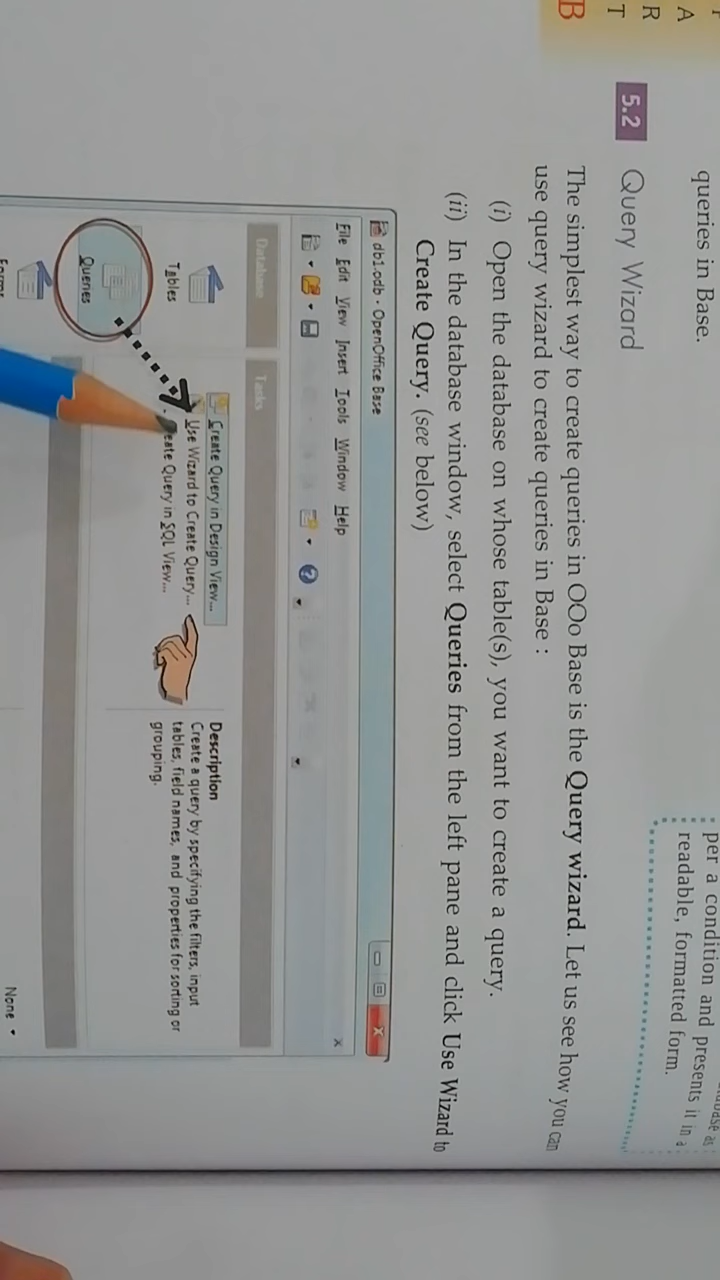 A
R
T
B
queries in Base.
per a condition and presents it in a
readable, formatted form.
5.2 Query Wizard
The simplest way to create queries in OOo Base is the Query wizard. Let us see how you can
use query wizard to create queries in Base :
(i) Open the database on whose table(s), you want to create a query.
(ii) In the database window, select Queries from the left pane and click Use Wizard to
Create Query. (see below)
db1.odb - OpenOffice Base
File Edit View Insert Tools Window Help
Database
Tasks
Tables
Queries
Forms
Create Query in Design View...
Use Wizard to Create Query...
eate Query in SQL View...
Description
Create a query by specifying the filters, input
tables, field names, and properties for sorting or
grouping.
None